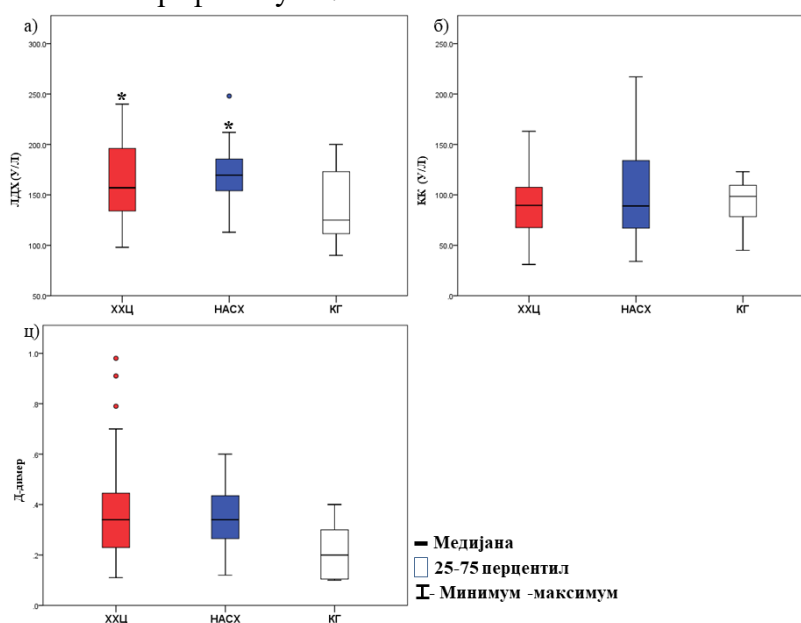 а)
300.0
250.0
200.0
150.0
100.0
50.0
ЛДХ(У/Л)
*
*
ХХЦ
НАСХ
КГ
б)
300.0
250.0
200.0
150.0
100.0
50.0
.0
КК (У/Л)
ХХЦ
НАСХ
КГ
ц)
1.0
.8
.6
.4
.2
.0
Д-димер
ХХЦ
НАСХ
КГ
Медијана
25-75 перцентил
- Минимум -максимум